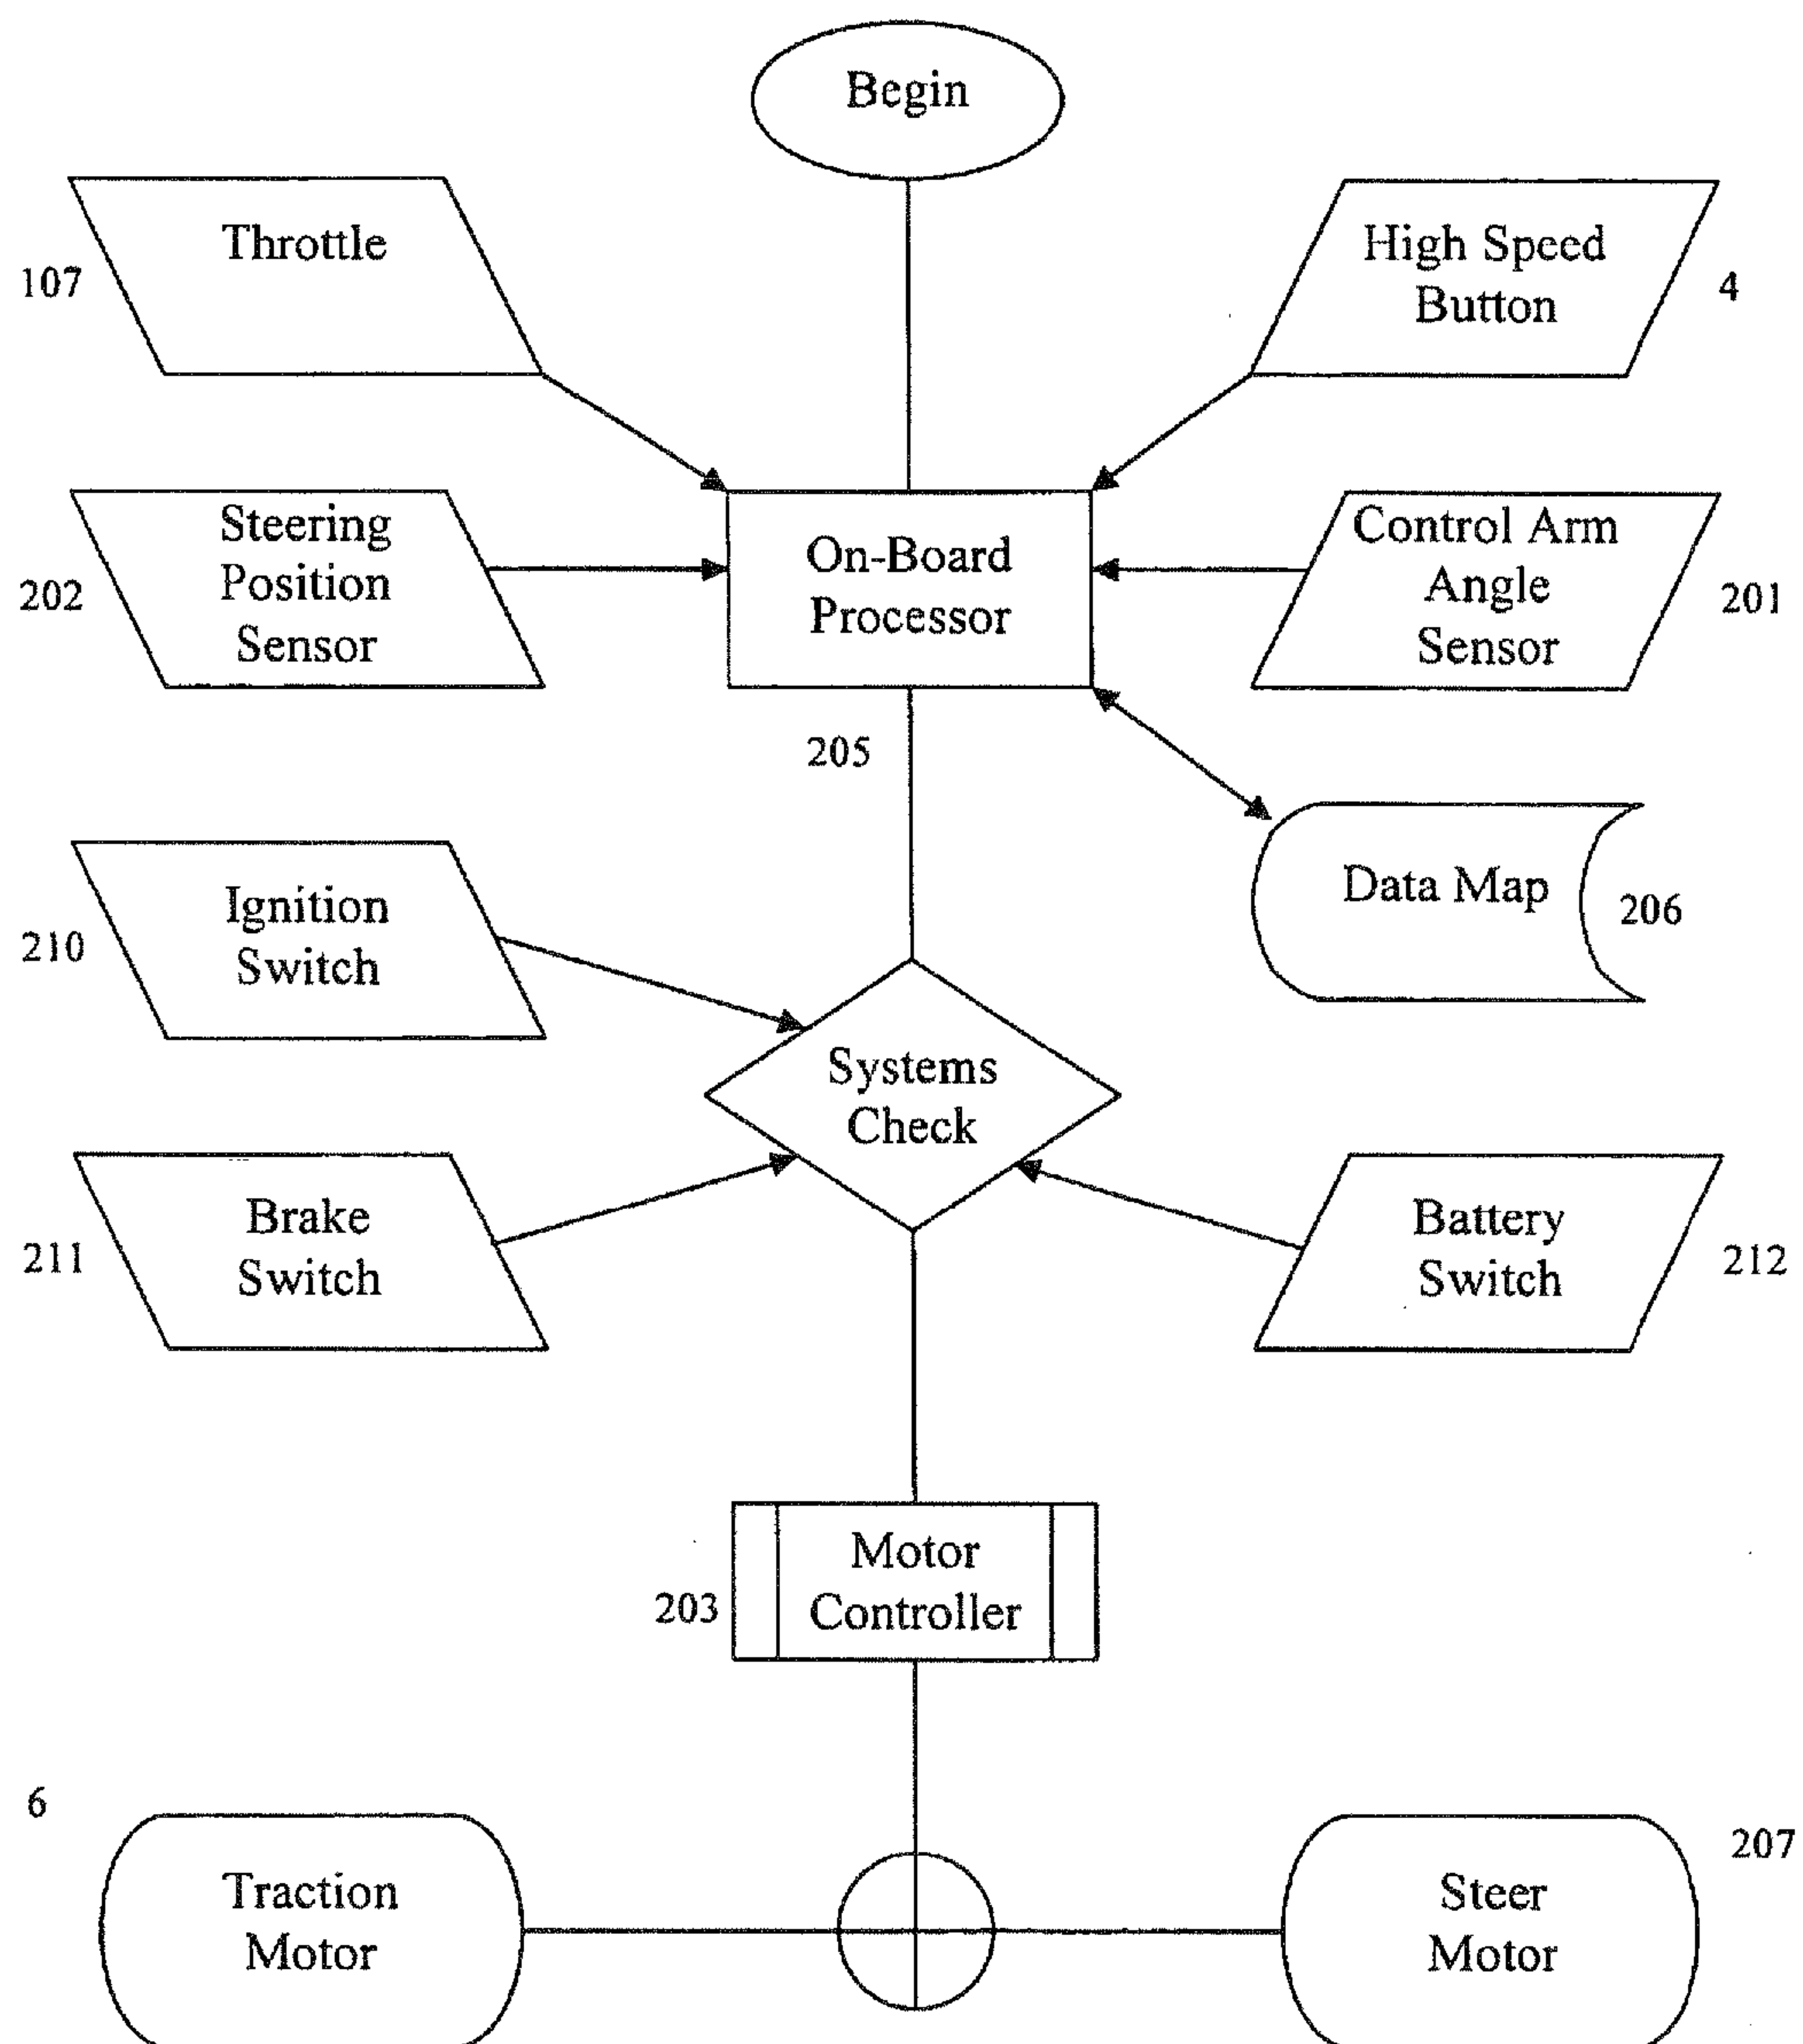 Begin
Throttle
107
High Speed
Button
4
Steering
Position
Sensor
202
On-Board
Processor
Control Arm
Angle
Sensor
201
205
Ignition
Switch
210
Data Map
206
Systems
Check
Brake
Switch
211
Battery
Switch
212
Motor
Controller
203
6
Traction
Motor
207
Steer
Motor